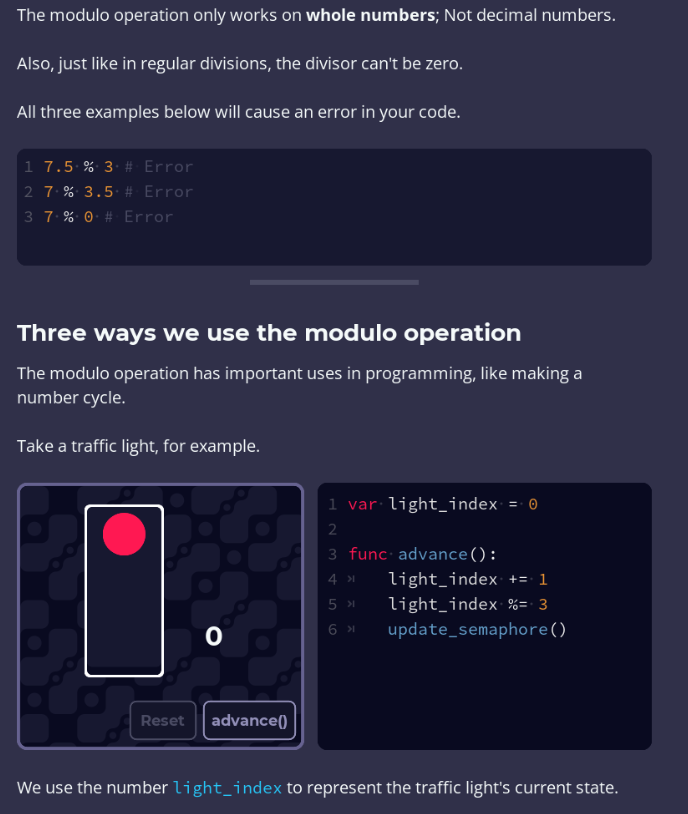 The modulo operation only works on whole numbers; Not decimal numbers.
Also, just like in regular divisions, the divisor can't be zero.
All three examples below will cause an error in your code.
1 7.5 % 3 # Error
2 7 % 3.5 # Error
3 7 % 0 # Error
Three ways we use the modulo operation
The modulo operation has important uses in programming, like making a
number cycle.
Take a traffic light, for example.
0
Reset advance()
1 var light_index = 0
2
3 func advance():
4 light_index += 1
5 light_index %= 3
6 update_semaphore()
We use the number light_index to represent the traffic light's current state.